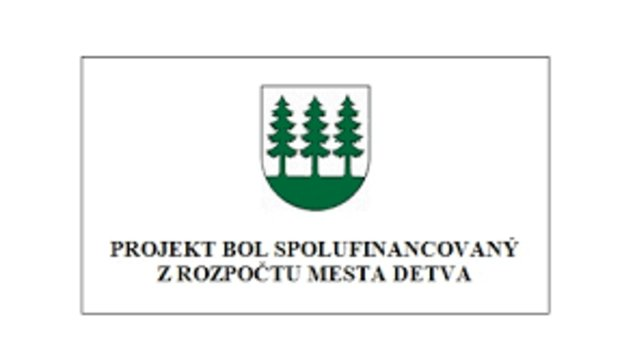 PROJEKT BOL SPOLUFINANCOVANÝ
Z ROZPOČTU MESTA DETVA